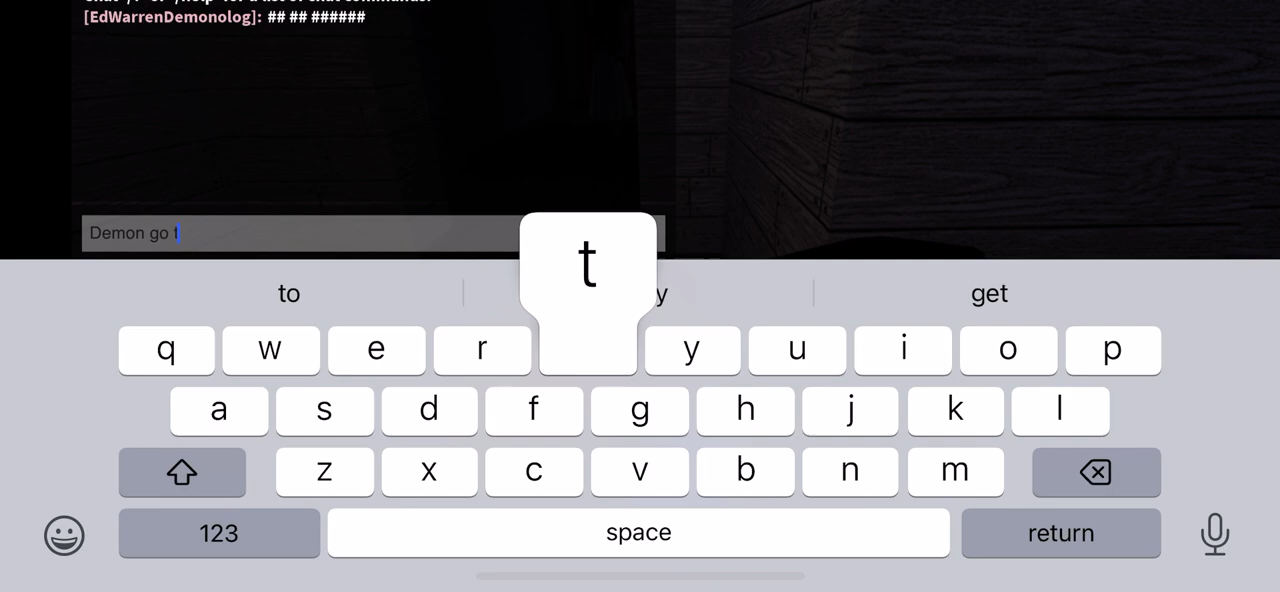 [EdWarrenDemonolog]: ## ## ######
Demon go t
t
to
y
get
q w e r y u i o p
a s d f g h j k l
z x c v b n m
123
space
return